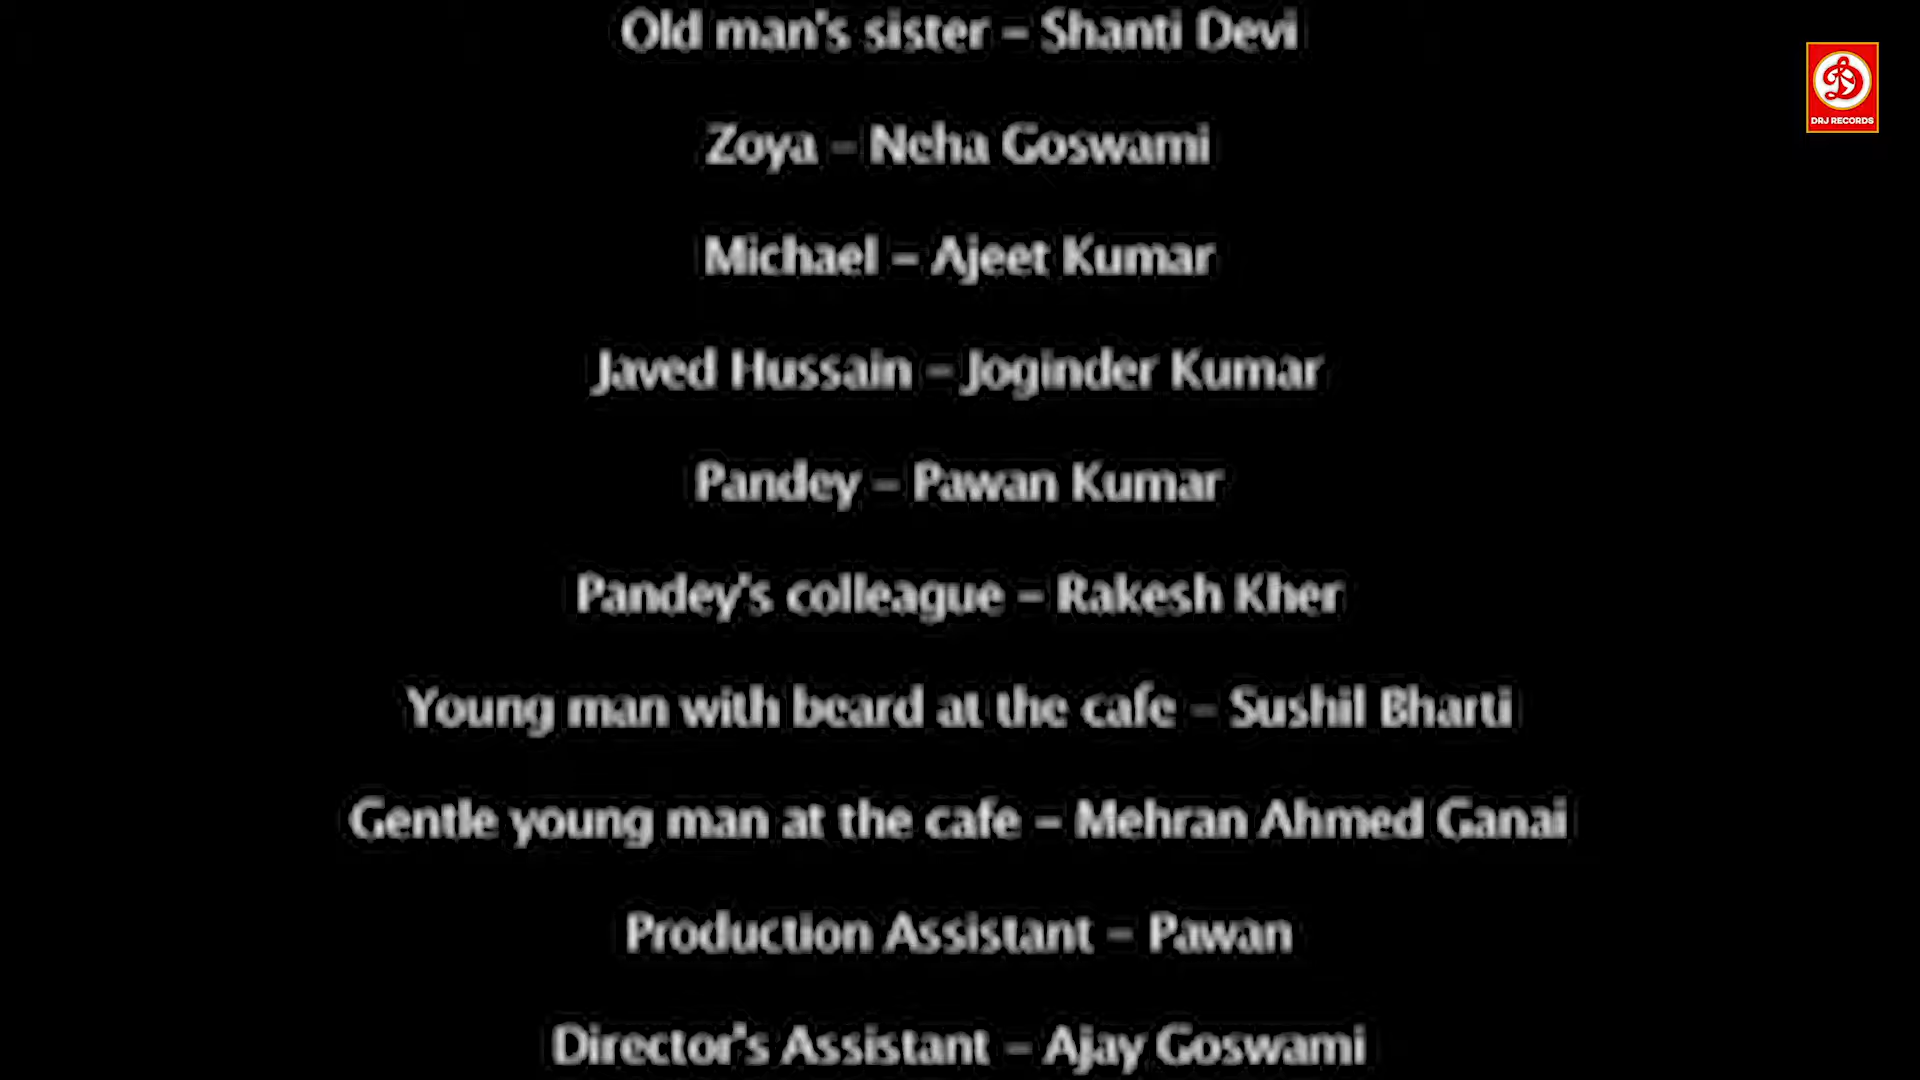 Old man's sister – Shanti Devi
DRJ RECORDS
Zoya – Neha Goswami
Michael – Ajeet Kumar
Javed Hussain – Joginder Kumar
Pandey – Pawan Kumar
Pandey's colleague – Rakesh Kher
Young man with beard at the cafe – Sushil Bharti
Gentle young man at the cafe – Mehran Ahmed Ganai
Production Assistant – Pawan
Director's Assistant – Ajay Goswami